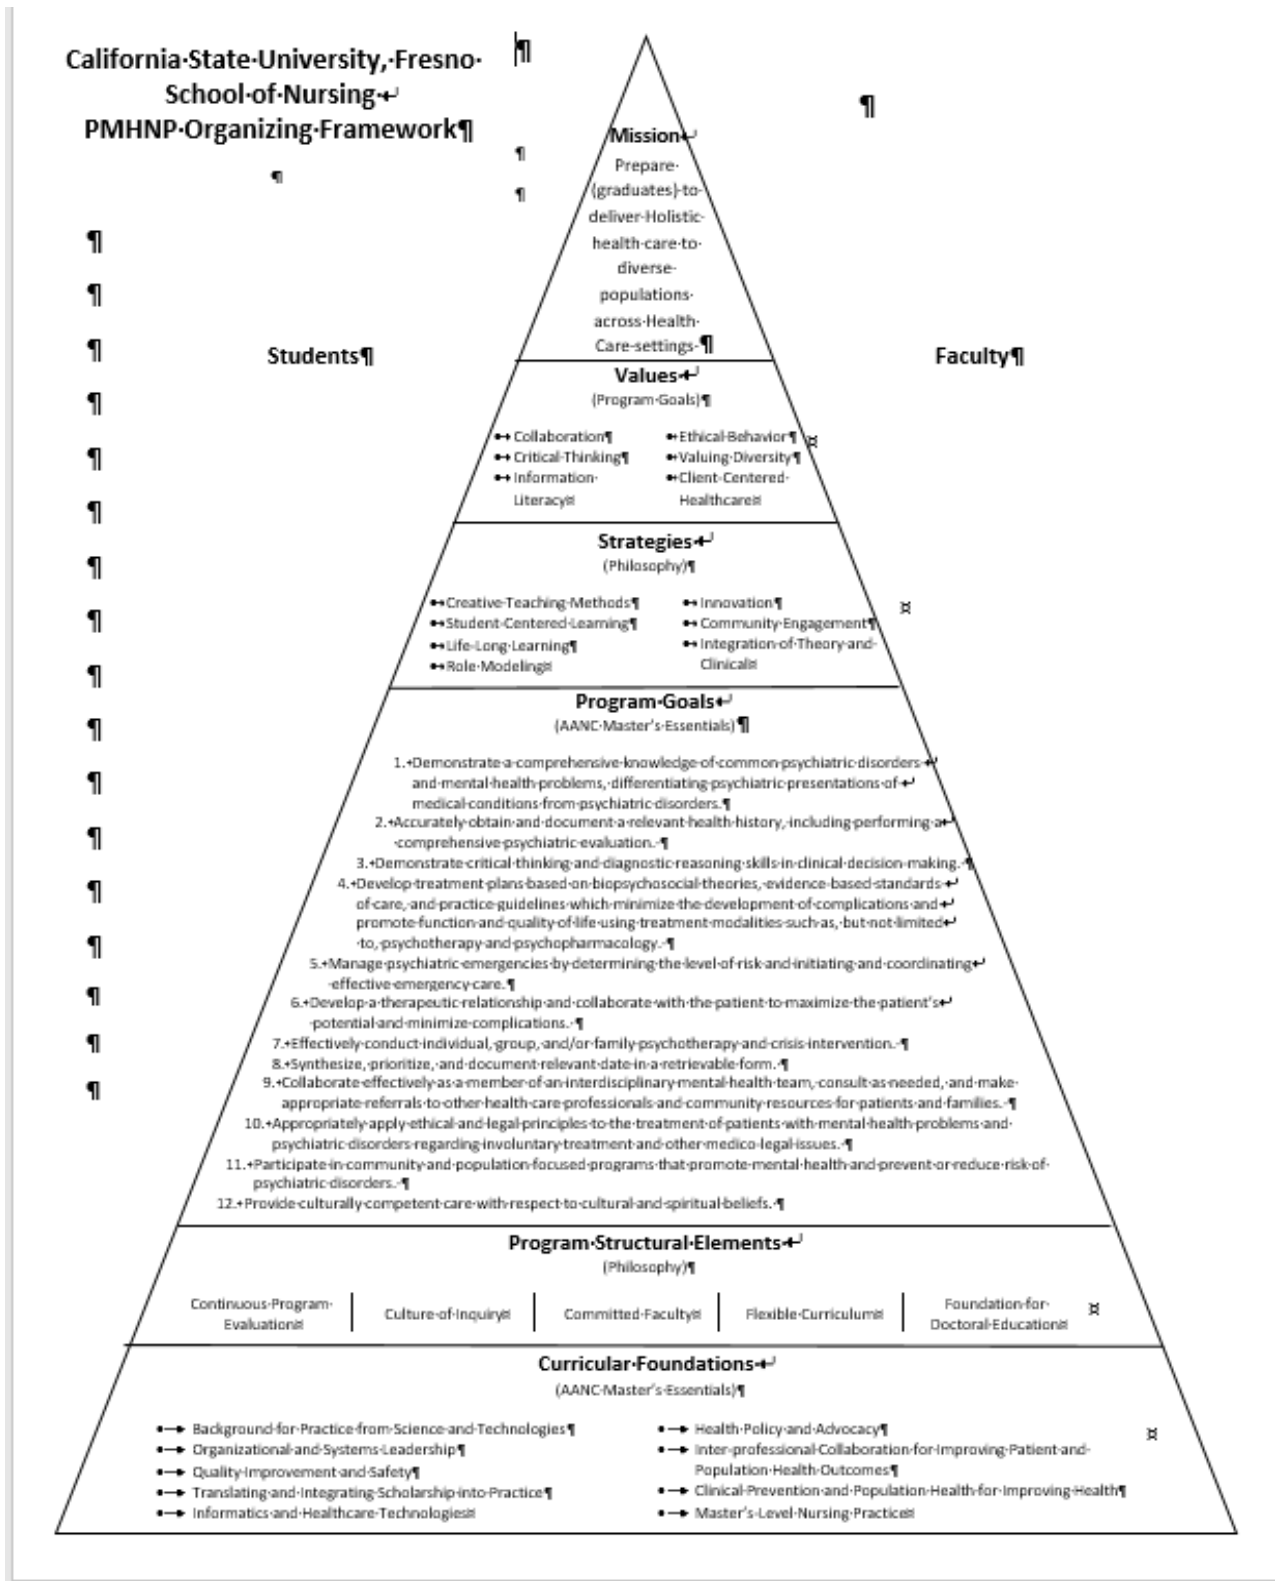 California State University, Fresno
School of Nursing
PMHNP Organizing Framework
Mission
Prepare
(graduates) to
deliver Holistic
health care to
diverse
populations
across Health
Care settings
Students
Faculty
Values
(Program Goals)
Collaboration
Critical Thinking
Information
Literacy
Ethical Behavior
Valuing Diversity
Client-Centered
Healthcare
Strategies
(Philosophy)
Creative Teaching Methods
Student Centered Learning
Life-Long Learning
Role Modeling
Innovation
Community Engagement
Integration of Theory and
Clinical
Program Goals
(AANC Master's Essentials)
1. Demonstrate a comprehensive knowledge of common psychiatric disorders
and mental health problems, differentiating psychiatric presentations of
medical conditions from psychiatric disorders.
2. Accurately obtain and document a relevant health history, including performing a
comprehensive psychiatric evaluation.
3. Demonstrate critical thinking and diagnostic reasoning skills in clinical decision-making.
4. Develop treatment plans based on biopsychosocial theories, evidence-based standards
of care, and practice guidelines which minimize the development of complications and
promote function and quality of life using treatment modalities such as, but not limited
to, psychotherapy and psychopharmacology.
5. Manage psychiatric emergencies by determining the level of risk and initiating and coordinating
effective emergency care.
6. Develop a therapeutic relationship and collaborate with the patient to maximize the patient's
potential and minimize complications.
7. Effectively conduct individual, group, and/or family psychotherapy and crisis intervention.
8. Synthesize, prioritize, and document relevant date in a retrievable form.
9. Collaborate effectively as a member of an interdisciplinary mental health team, consult as needed, and make
appropriate referrals to other health care professionals and community resources for patients and families.
10. Appropriately apply ethical and legal principles to the treatment of patients with mental health problems and
psychiatric disorders regarding involuntary treatment and other medico-legal issues.
11. Participate in community and population focused programs that promote mental health and prevent or reduce risk of
psychiatric disorders.
12. Provide culturally competent care with respect to cultural and spiritual beliefs.
Program Structural Elements
(Philosophy)
Continuous Program
Evaluation
Culture of Inquiry
Committed Faculty
Flexible Curriculum
Foundation for
Doctoral Education
Curricular Foundations
(AANC Master's Essentials)
Background for Practice from Science and Technologies
Organizational and Systems Leadership
Quality Improvement and Safety
Translating and Integrating Scholarship into Practice
Informatics and Healthcare Technologies
Health Policy and Advocacy
Inter-professional Collaboration for Improving Patient and
Population Health Outcomes
Clinical Prevention and Population Health for Improving Health
Master's Level Nursing Practice